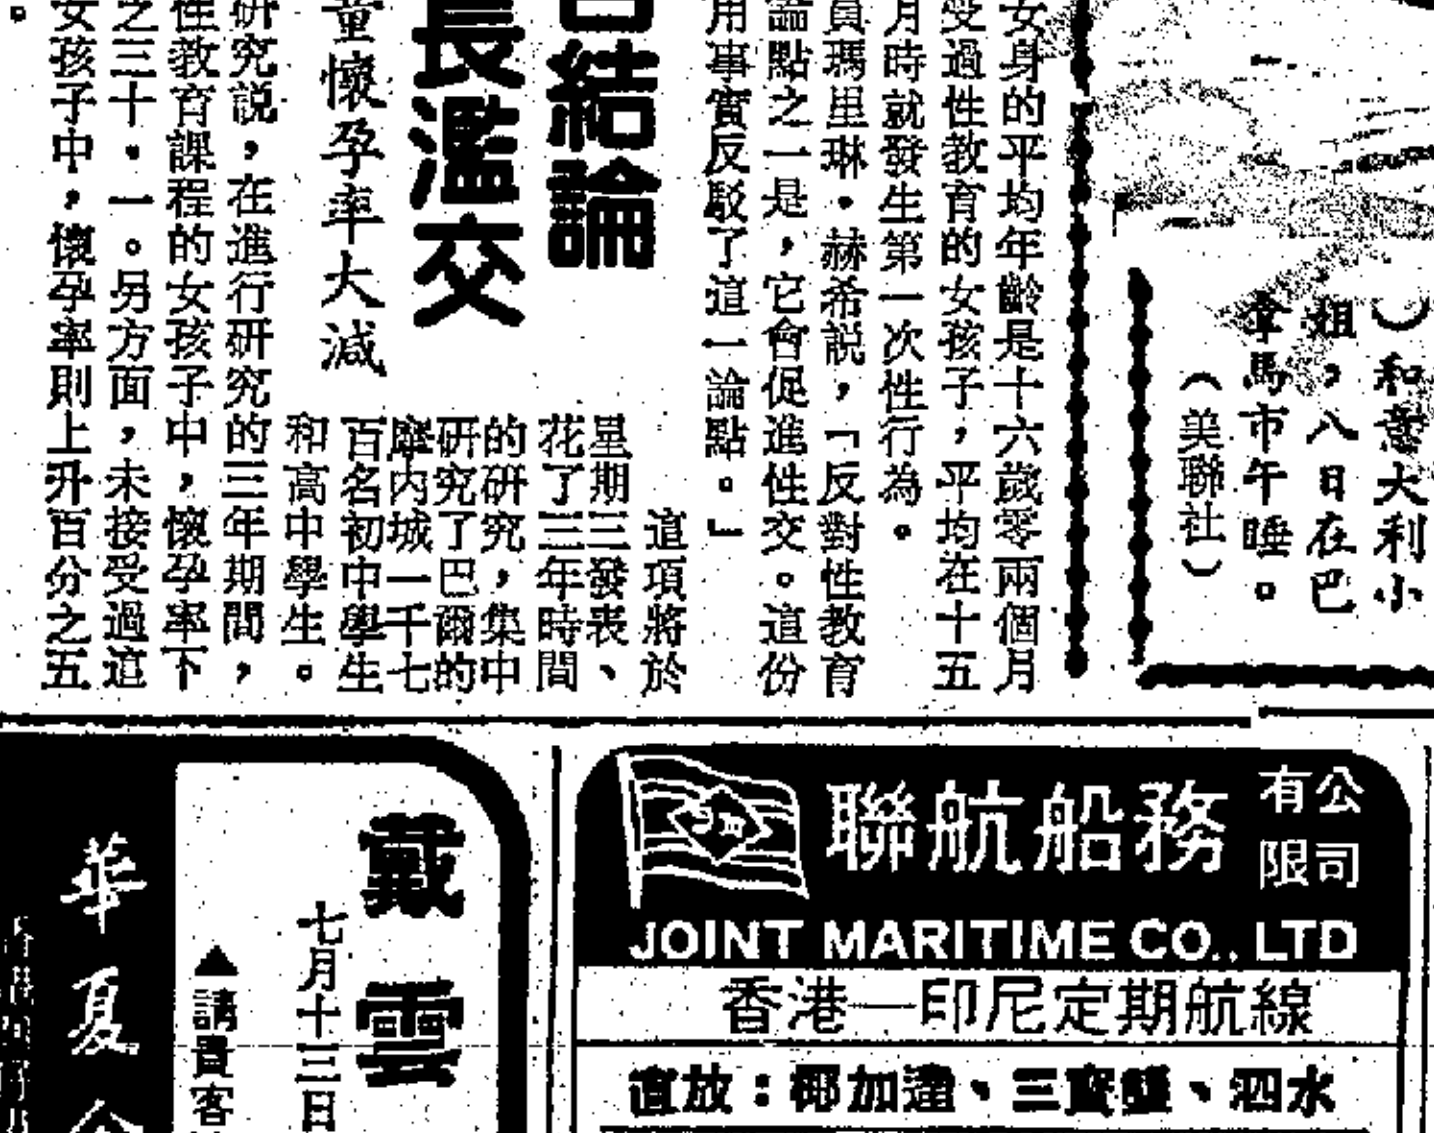 ）和意大利小
姐，八日在巴
拿馬市午睡。
（美聯社）
女身的平均年齡是十六歲零兩個月
受過性教育的女孩子，平均在十五
月時就發生第一次性行為。
員瑪里琳・赫希説，「反對性教育
論點之一是，它會促進性交。這份
用事實反駁了這一論點。」
結論
長濫交
童懷孕率大減
這項將於
星期三發表、
花了三年時間
的研究，集中
研究了巴爾的
摩內城一千七
百名初中學生
和高中學生。
研究説，在進行研究的三年期間，
性教育課程的女孩子中，懷孕率下
之三十・一。另方面，未接受過這
女孩子中，懷孕率則上升百分之五
。
聯航船務有限公司
JOINT MARITIME CO., LTD
香港—印尼定期航線
直放：椰加達、三寶壟、泗水
戴雲
七月十三日
▲請貴客
華夏